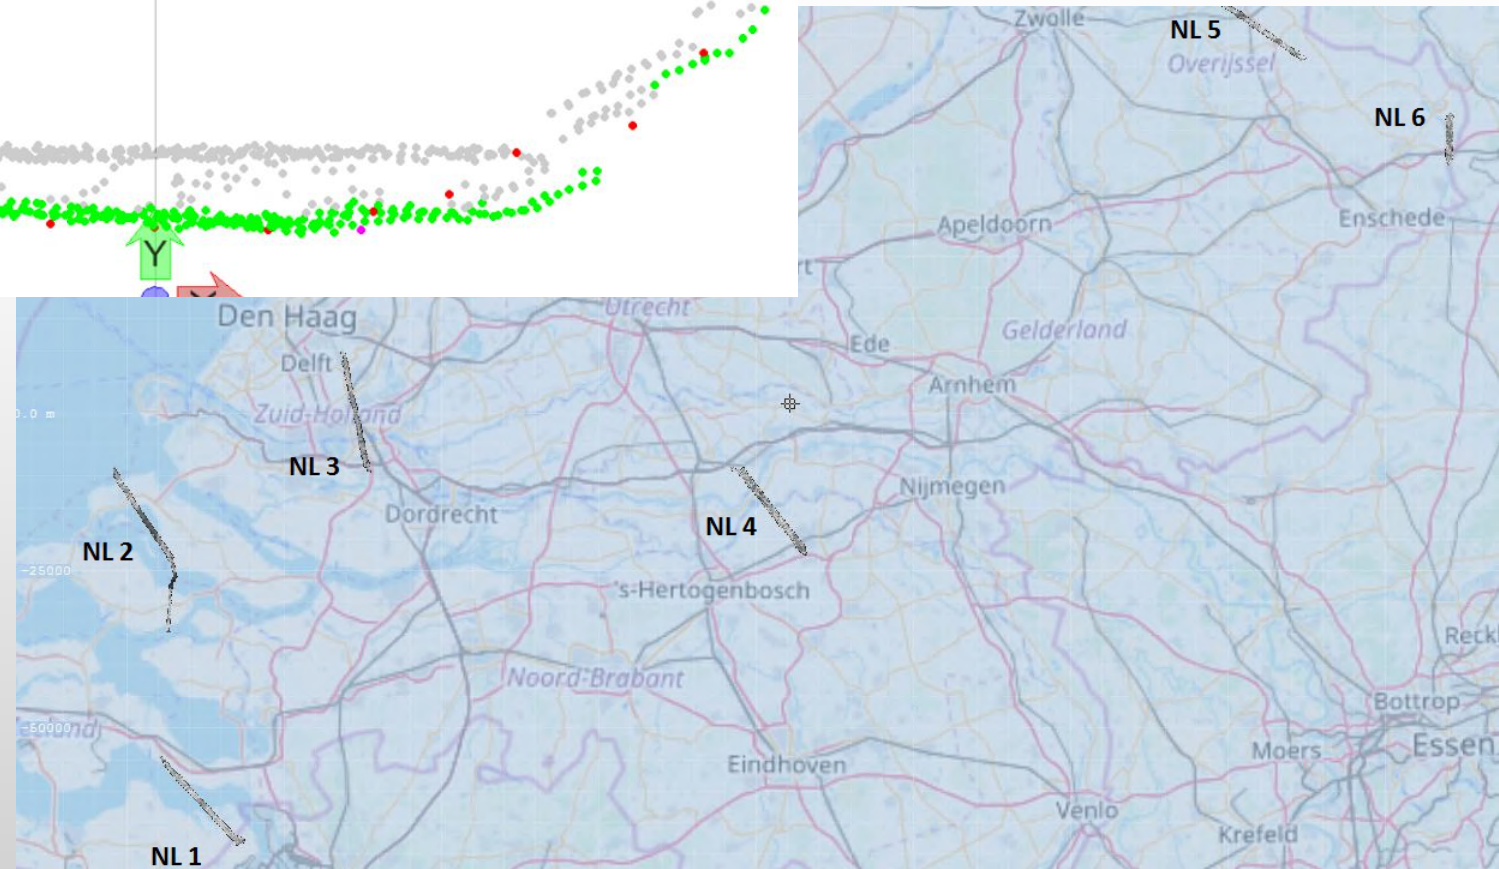 Zwolle
NL 5
Overijssel
NL 6
Y
Apeldoorn
Enschede
rt
Den Haag
Utrecht
Gelderland
Delft
Ede
Arnhem
Zuid-Holland
NL 3
Nijmegen
Dordrecht
NL 4
NL 2
-25000
's-Hertogenbosch
Reckl
Noord-Brabant
Bottrop
-50000
Moers
Essen
Eindhoven
Venlo
Krefeld
NL 1